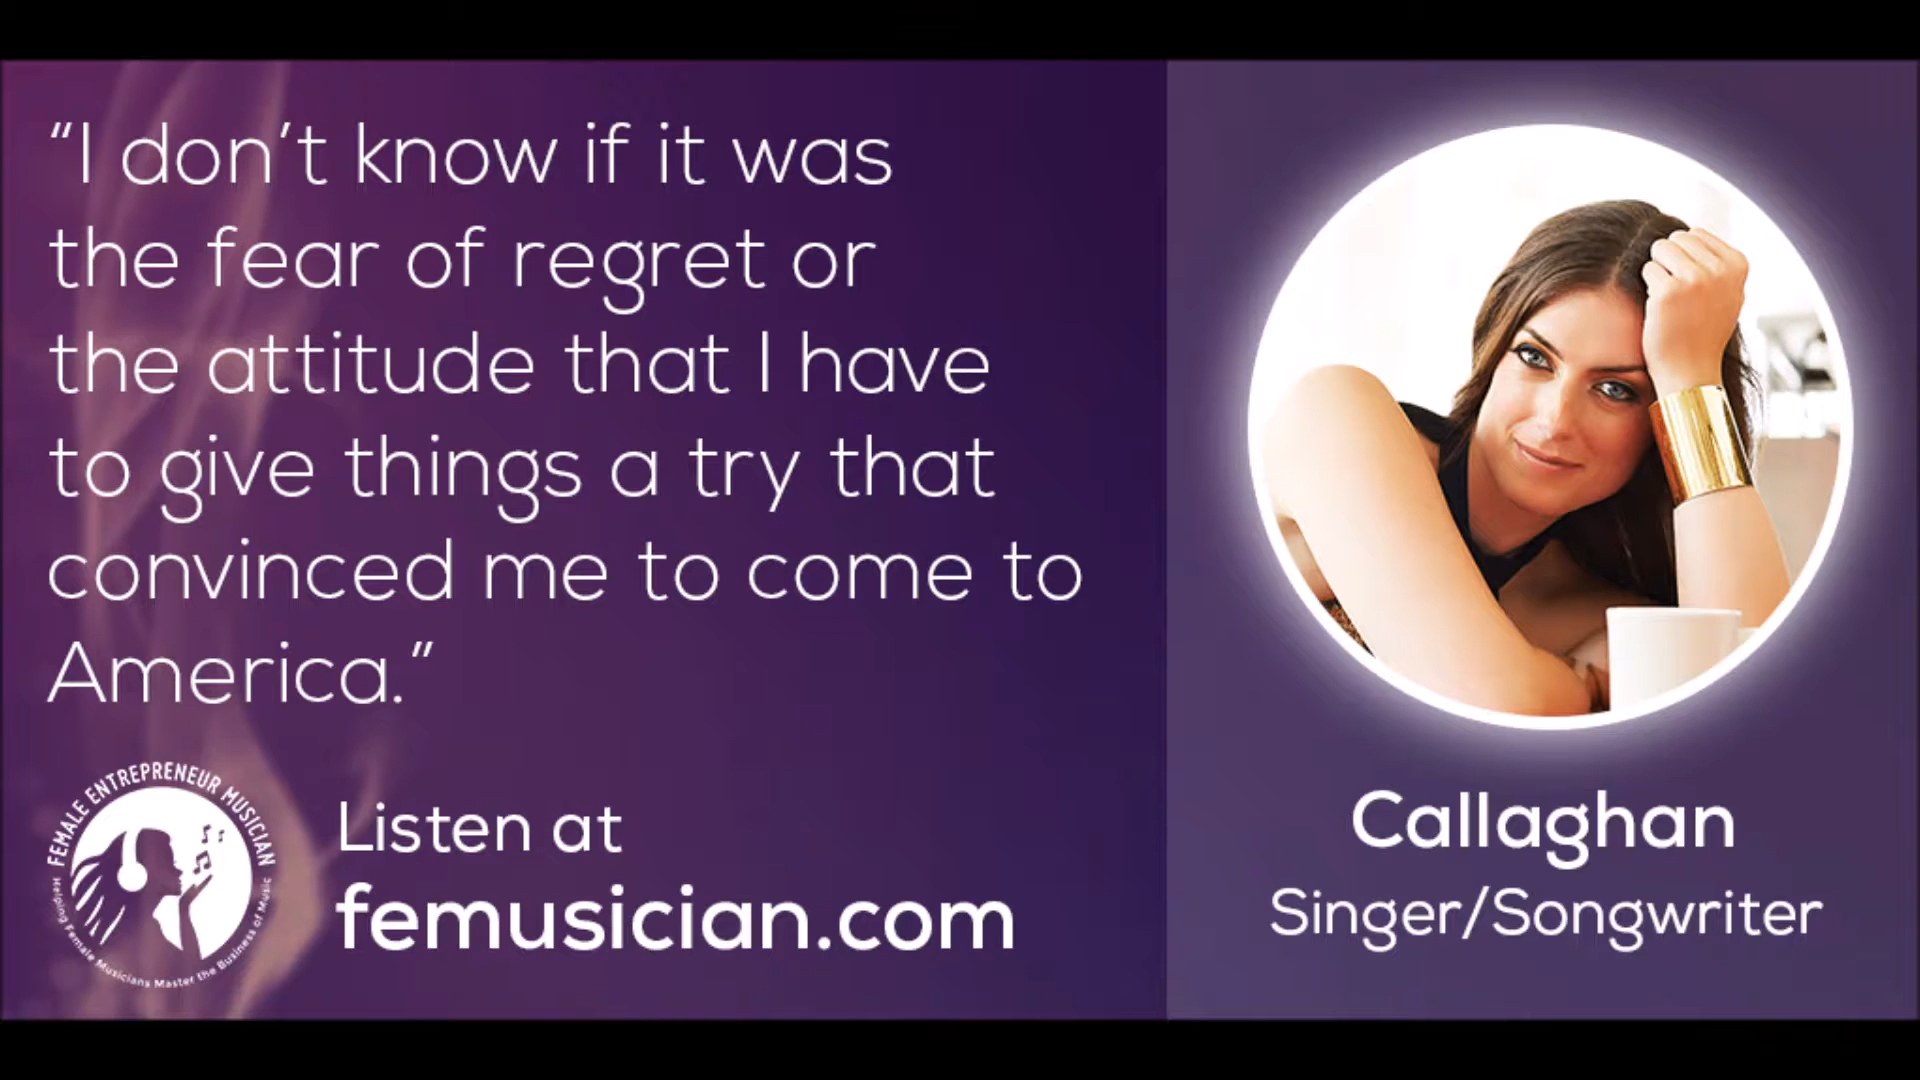 “I don’t know if it was
the fear of regret or
the attitude that I have
to give things a try that
convinced me to come to
America.”
FEMALE ENTREPRENEUR MUSICIAN
Helping Female Musicians Master the Business of Music
Listen at
femusician.com
Callaghan
Singer/Songwriter